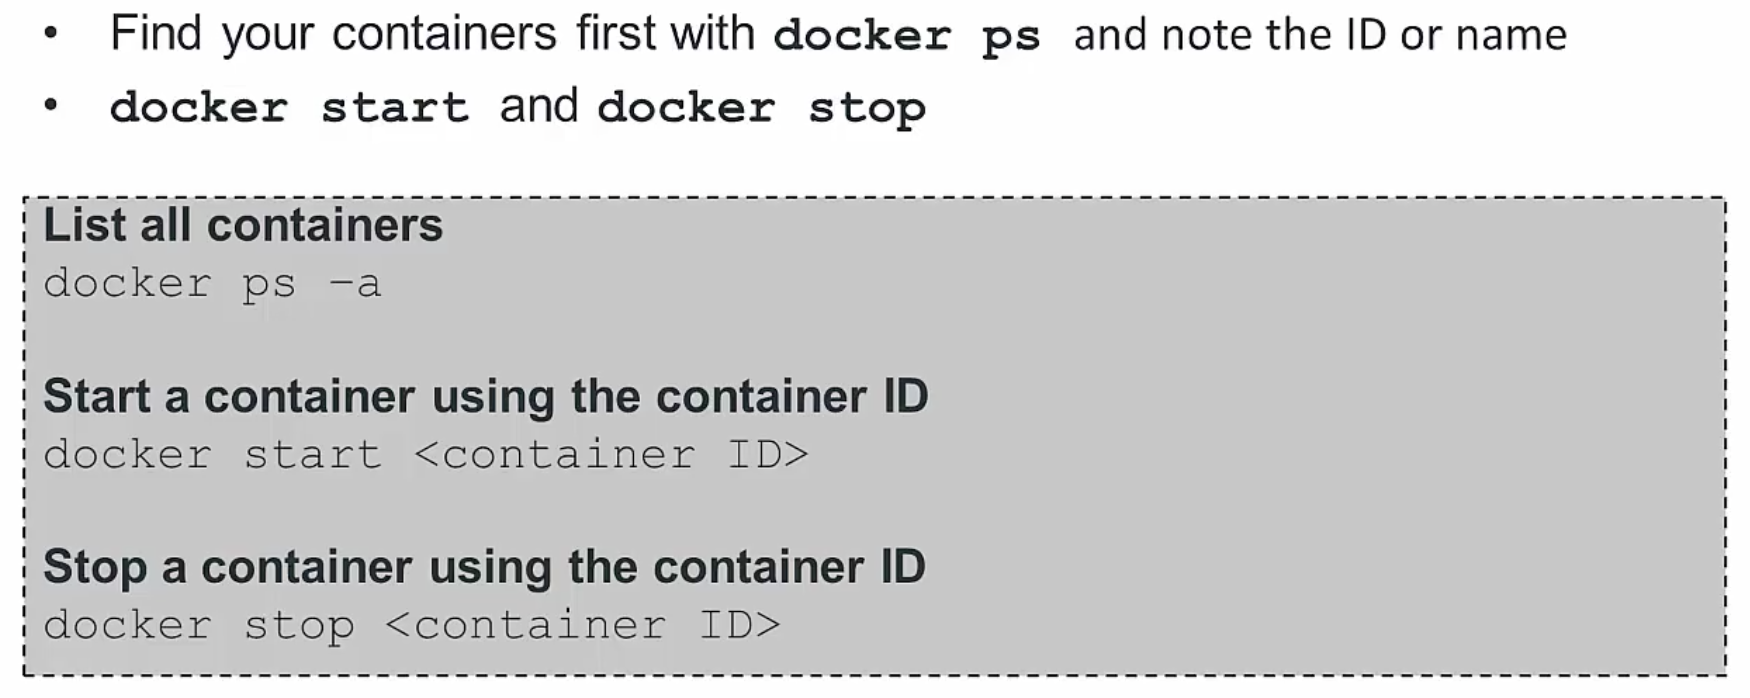 • Find your containers first with docker ps and note the ID or name
• docker start and docker stop
List all containers
docker ps –a
Start a container using the container ID
docker start <container ID>
Stop a container using the container ID
docker stop <container ID>